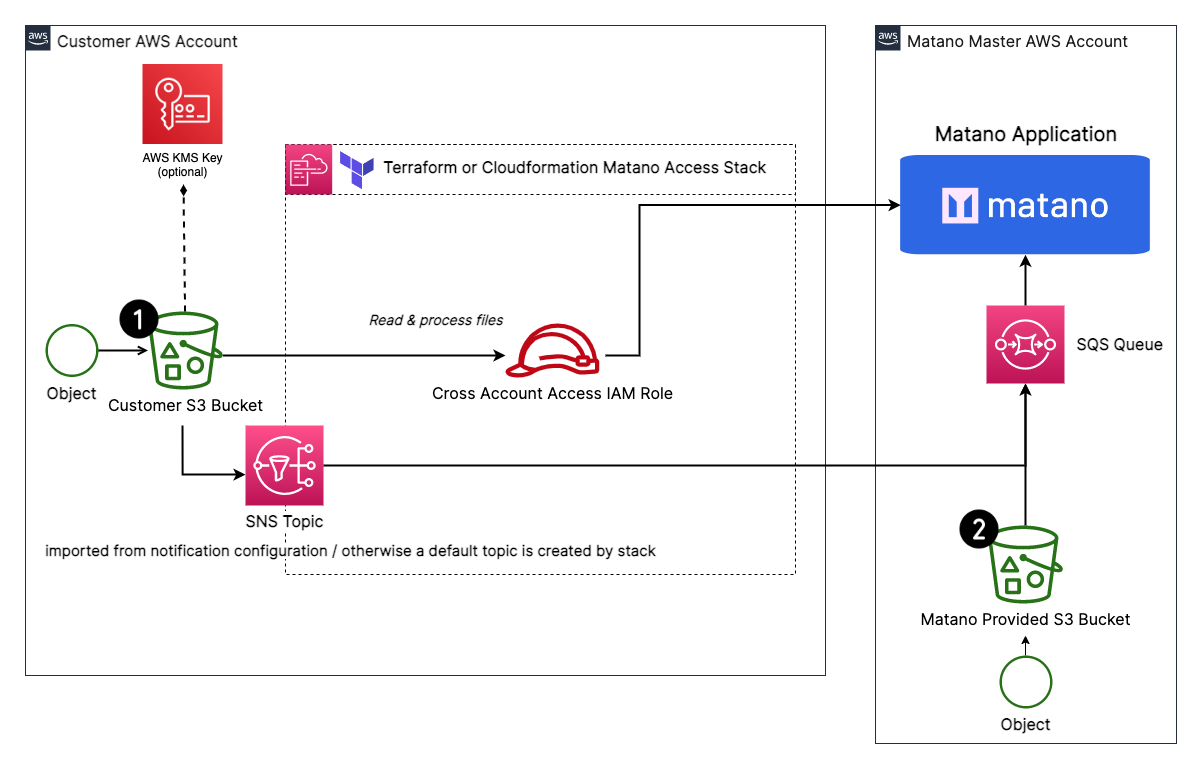 aws
Customer AWS Account
aws
Matano Master AWS Account
AWS KMS Key
(optional)
Terraform or Cloudformation Matano Access Stack
Matano Application
matano
1
Read & process files
SQS Queue
Object
Customer S3 Bucket
Cross Account Access IAM Role
SNS Topic
imported from notification configuration / otherwise a default topic is created by stack
2
Matano Provided S3 Bucket
Object